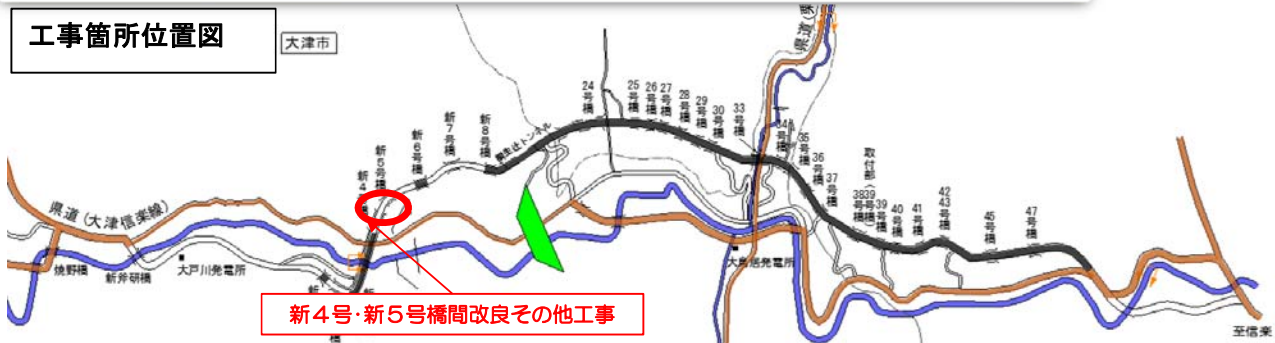 工事箇所位置図
大津市
県道(大津信楽線)
焼野橋
新斧研橋
大戸川発電所
新5号橋
新6号橋
新7号橋
新8号橋
24号橋
25号橋
26号橋
27号橋
28号橋
29号橋
30号橋
33号橋
34号橋
35号橋
36号橋
37号橋
取付部(38号橋39号橋)
39号橋
40号橋
41号橋
42
43号橋
45号橋
47号橋
大鳥居発電所
至信楽
新4号・新5号橋間改良その他工事